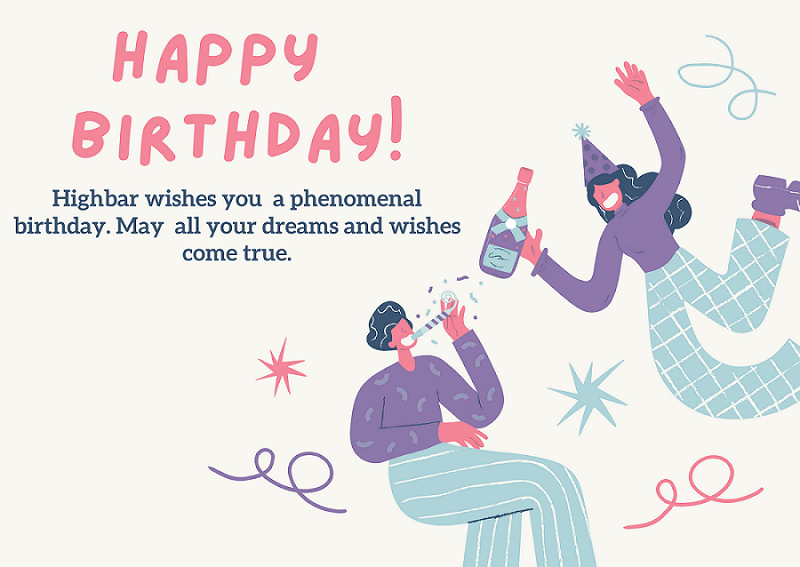 HAPPY
BIRTHDAY!
Highbar wishes you a phenomenal
birthday. May all your dreams and wishes
come true.